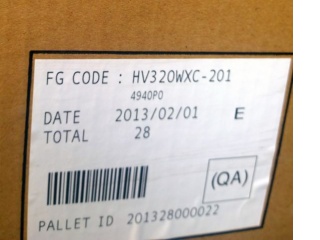 FG CODE : HV320WXC-201
4940P0
DATE 2013/02/01 E
TOTAL 28
(QA)
PALLET ID 201328000022